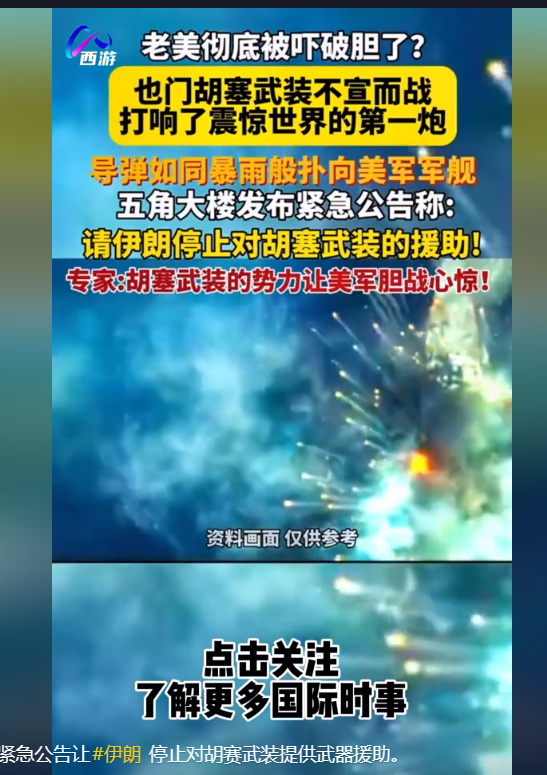 西游
老美彻底被吓破胆了?
也门胡塞武装不宣而战
打响了震惊世界的第一炮
导弹如同暴雨般扑向美军军舰
五角大楼发布紧急公告称:
请伊朗停止对胡塞武装的援助!
专家:胡塞武装的势力让美军胆战心惊!
资料画面 仅供参考
点击关注
了解更多国际时事
紧急公告让#伊朗 停止对胡赛武装提供武器援助。